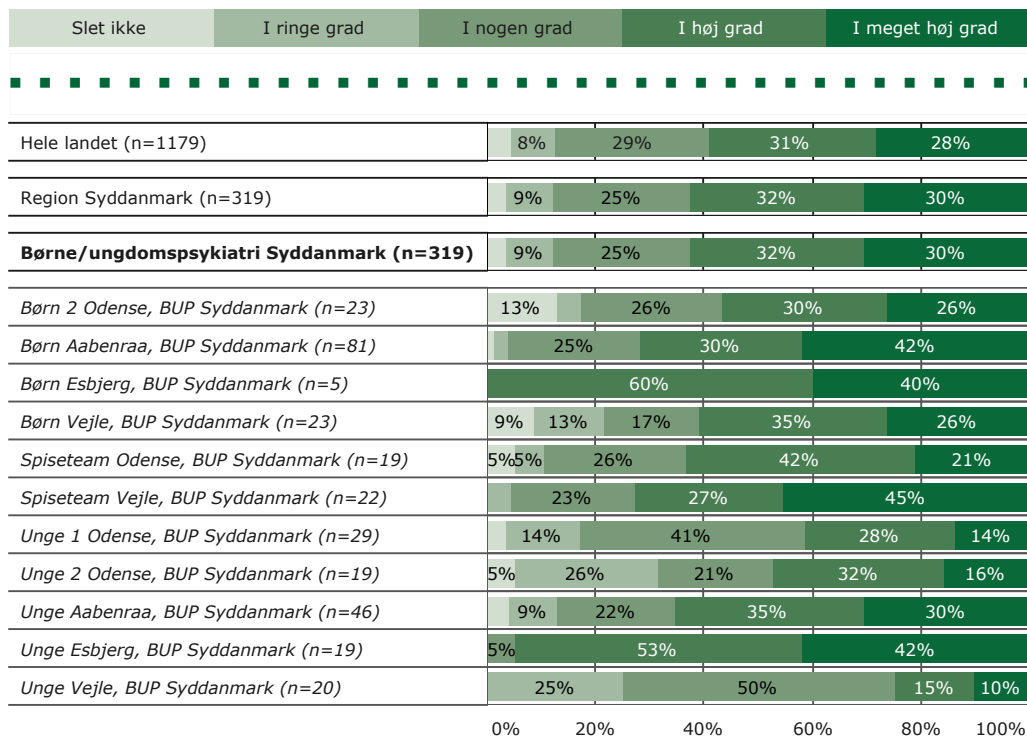 Slet ikke I ringe grad I nogen grad I høj grad I meget høj grad
Hele landet (n=1179) 8% 29% 31% 28%
Region Syddanmark (n=319) 9% 25% 32% 30%
Børne/ungdomspsykiatri Syddanmark (n=319) 9% 25% 32% 30%
Børn 2 Odense, BUP Syddanmark (n=23) 13% 26% 30% 26%
Børn Aabenraa, BUP Syddanmark (n=81) 25% 30% 42%
Børn Esbjerg, BUP Syddanmark (n=5) 60% 40%
Børn Vejle, BUP Syddanmark (n=23) 9% 13% 17% 35% 26%
Spiseteam Odense, BUP Syddanmark (n=19) 5% 5% 26% 42% 21%
Spiseteam Vejle, BUP Syddanmark (n=22) 23% 27% 45%
Unge 1 Odense, BUP Syddanmark (n=29) 14% 41% 28% 14%
Unge 2 Odense, BUP Syddanmark (n=19) 5% 26% 21% 32% 16%
Unge Aabenraa, BUP Syddanmark (n=46) 9% 22% 35% 30%
Unge Esbjerg, BUP Syddanmark (n=19) 5% 53% 42%
Unge Vejle, BUP Syddanmark (n=20) 25% 50% 15% 10%
0% 20% 40% 60% 80% 100%